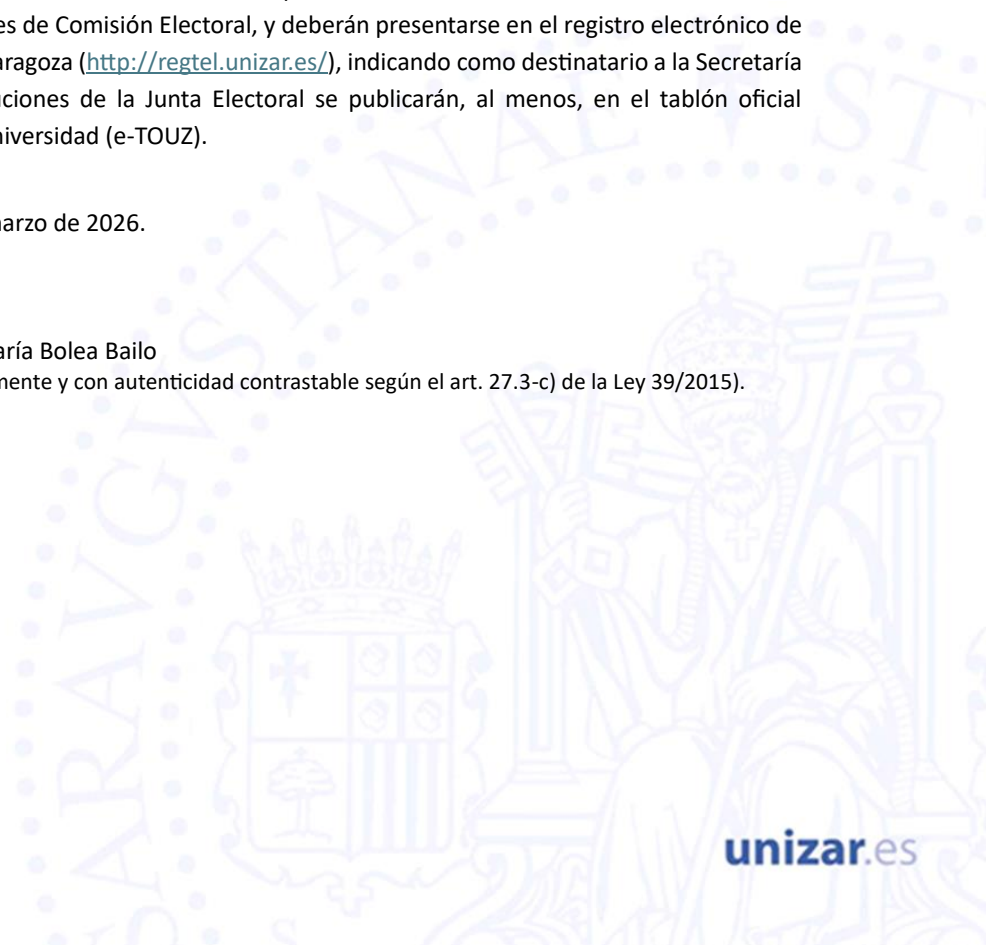 es de Comisión Electoral, y deberán presentarse en el registro electrónico de
aragoza (http://regtel.unizar.es/), indicando como destinatario a la Secretaría
ciones de la Junta Electoral se publicarán, al menos, en el tablón oficial
niversidad (e-TOUZ).
marzo de 2026.
aría Bolea Bailo
mente y con autenticidad contrastable según el art. 27.3-c) de la Ley 39/2015).
unizar.es